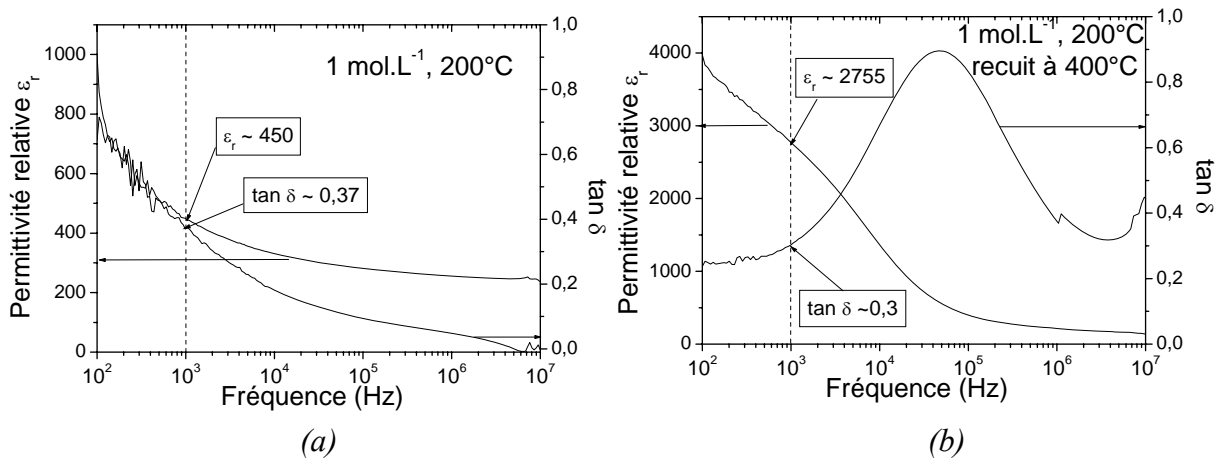 1 mol.L⁻¹, 200°C
Permittivité relative εᵣ
1000
800
600
400
200
0
1,0
0,8
0,6
0,4
0,2
0,0
tan δ
εᵣ ~ 450
tan δ ~ 0,37
10² 10³ 10⁴ 10⁵ 10⁶ 10⁷
Fréquence (Hz)
(a)
1 mol.L⁻¹, 200°C
recuit à 400°C
Permittivité relative εᵣ
4000
3000
2000
1000
0
1,0
0,8
0,6
0,4
0,2
0,0
tan δ
εᵣ ~ 2755
tan δ ~0,3
10² 10³ 10⁴ 10⁵ 10⁶ 10⁷
Fréquence (Hz)
(b)